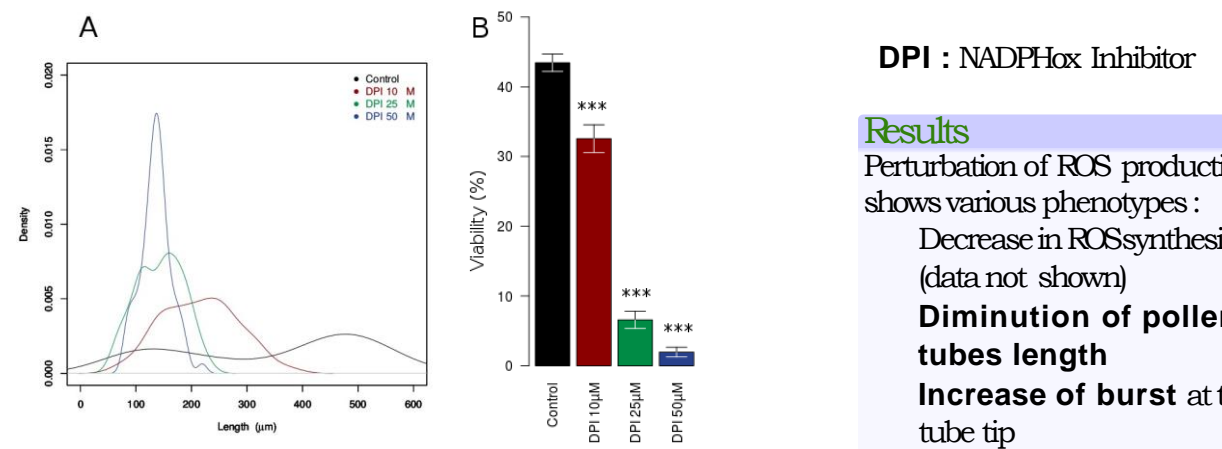 A
0.020
0.015
0.010
0.005
0.000
Density
Control
DPI 10 M
DPI 25 M
DPI 50 M
0 100 200 300 400 500 600
Length (μm)
B
50
40
30
20
10
0
Viability (%)
***
***
***
Control
DPI 10μM
DPI 25μM
DPI 50μM
DPI : NADPHox Inhibitor
Results
Perturbation of ROS producti
shows various phenotypes :
Decrease in ROS synthesi
(data not shown)
Diminution of polle
tubes length
Increase of burst at t
tube tip